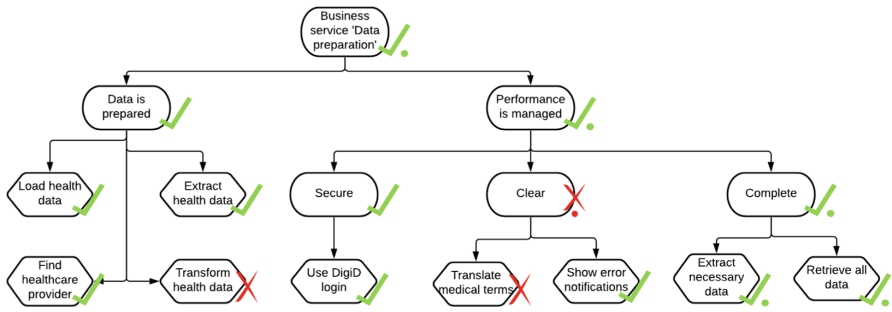 Business
service 'Data
preparation'
Data is
prepared
Performance
is managed
Load health
data
Extract
health data
Secure
Clear
Complete
Find
healthcare
provider
Transform
health data
Use DigiD
login
Translate
medical terms
Show error
notifications
Extract
necessary
data
Retrieve all
data